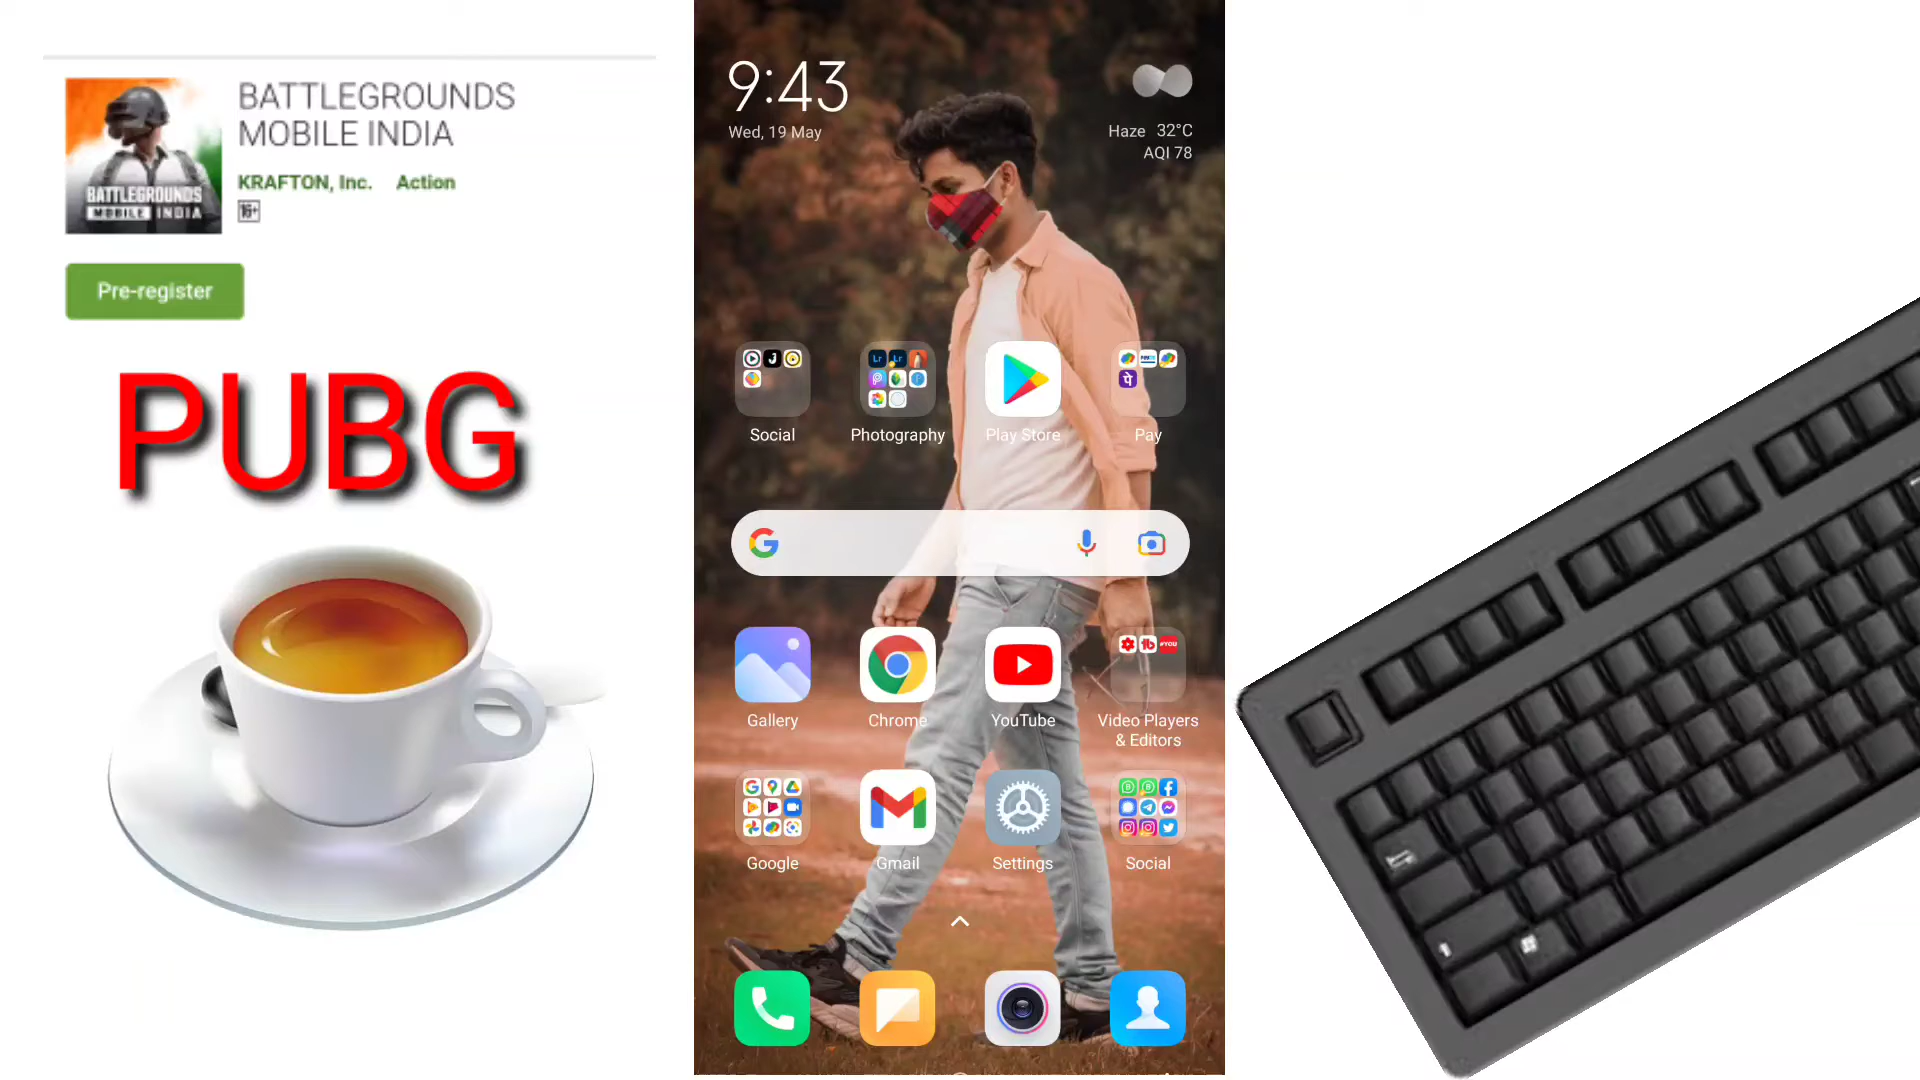 BATTLEGROUNDS
MOBILE INDIA
KRAFTON, Inc. Action
16+
BATTLEGROUNDS
MOBILE INDIA
Pre-register
PUBG
9:43
Wed, 19 May
Haze 32°C
AQI 78
Social
Photography
Play Store
Pay
Gallery
Chrome
YouTube
Video Players
& Editors
Google
Gmail
Settings
Social